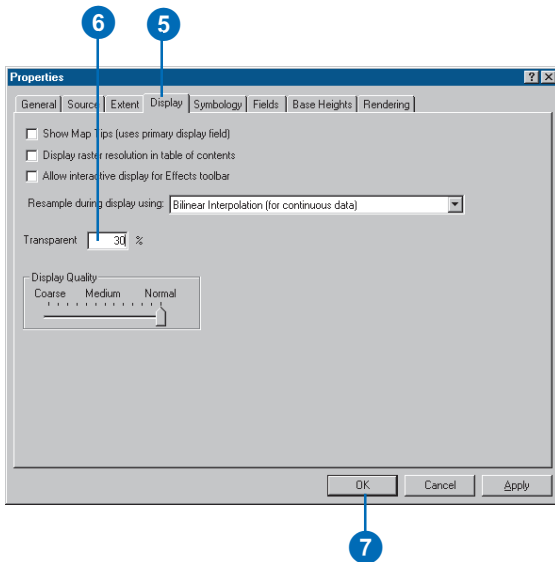 6 5
Properties
General Source Extent Display Symbology Fields Base Heights Rendering
Show Map Tips (uses primary display field)
Display raster resolution in table of contents
Allow interactive display for Effects toolbar
Resample during display using: Bilinear Interpolation (for continuous data)
Transparent 30 %
Display Quality
Coarse Medium Normal
OK Cancel Apply
7